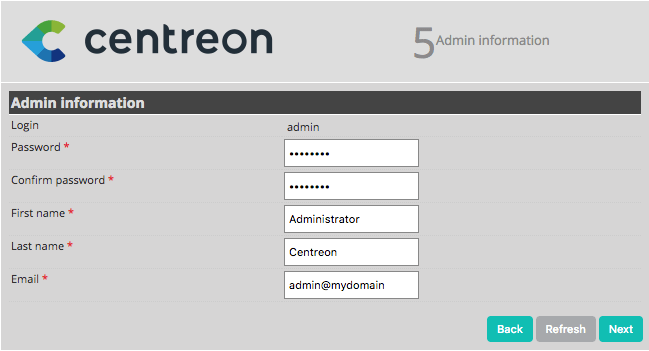 centreon
5 Admin information
Admin information
Login admin
Password * ••••••••
Confirm password * ••••••••
First name * Administrator
Last name * Centreon
Email * admin@mydomain
Back Refresh Next